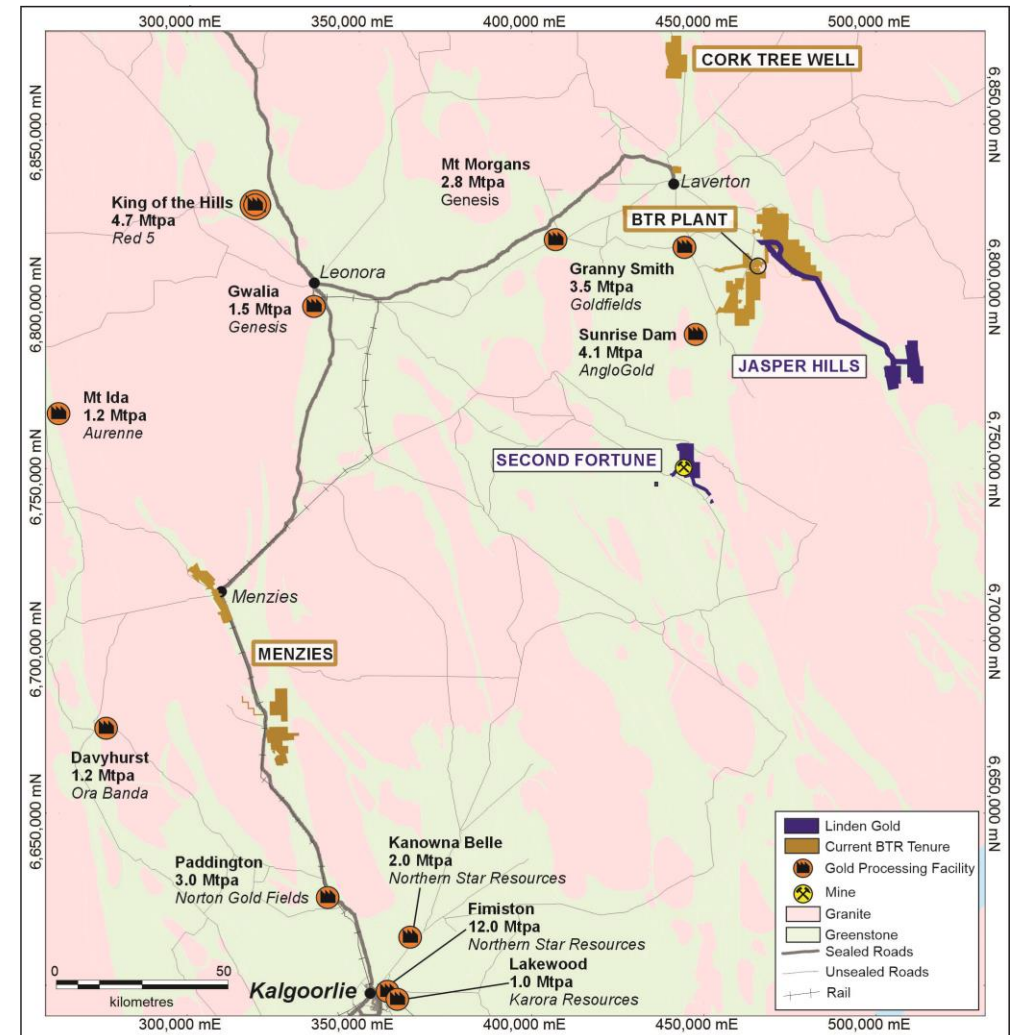 300,000 mE
350,000 mE
400,000 mE
450,000 mE
500,000 mE
CORK TREE WELL
6,850,000 mN
6,850,000 mN
Mt Morgans
2.8 Mtpa
Genesis
Laverton
King of the Hills
4.7 Mtpa
Red 5
BTR PLANT
Leonora
Granny Smith
3.5 Mtpa
Goldfields
6,800,000 mN
6,800,000 mN
Gwalia
1.5 Mtpa
Genesis
Sunrise Dam
4.1 Mtpa
AngloGold
JASPER HILLS
Mt Ida
1.2 Mtpa
Aurenne
SECOND FORTUNE
6,750,000 mN
6,750,000 mN
Menzies
MENZIES
6,700,000 mN
6,700,000 mN
Davyhurst
1.2 Mtpa
Ora Banda
6,650,000 mN
6,650,000 mN
Paddington
3.0 Mtpa
Norton Gold Fields
Kanowna Belle
2.0 Mtpa
Northern Star Resources
Fimiston
12.0 Mtpa
Northern Star Resources
Lakewood
1.0 Mtpa
Karora Resources
Kalgoorlie
0
50
kilometres
Linden Gold
Current BTR Tenure
Gold Processing Facility
Mine
Granite
Greenstone
Sealed Roads
Unsealed Roads
Rail
300,000 mE
350,000 mE
400,000 mE
450,000 mE
500,000 mE